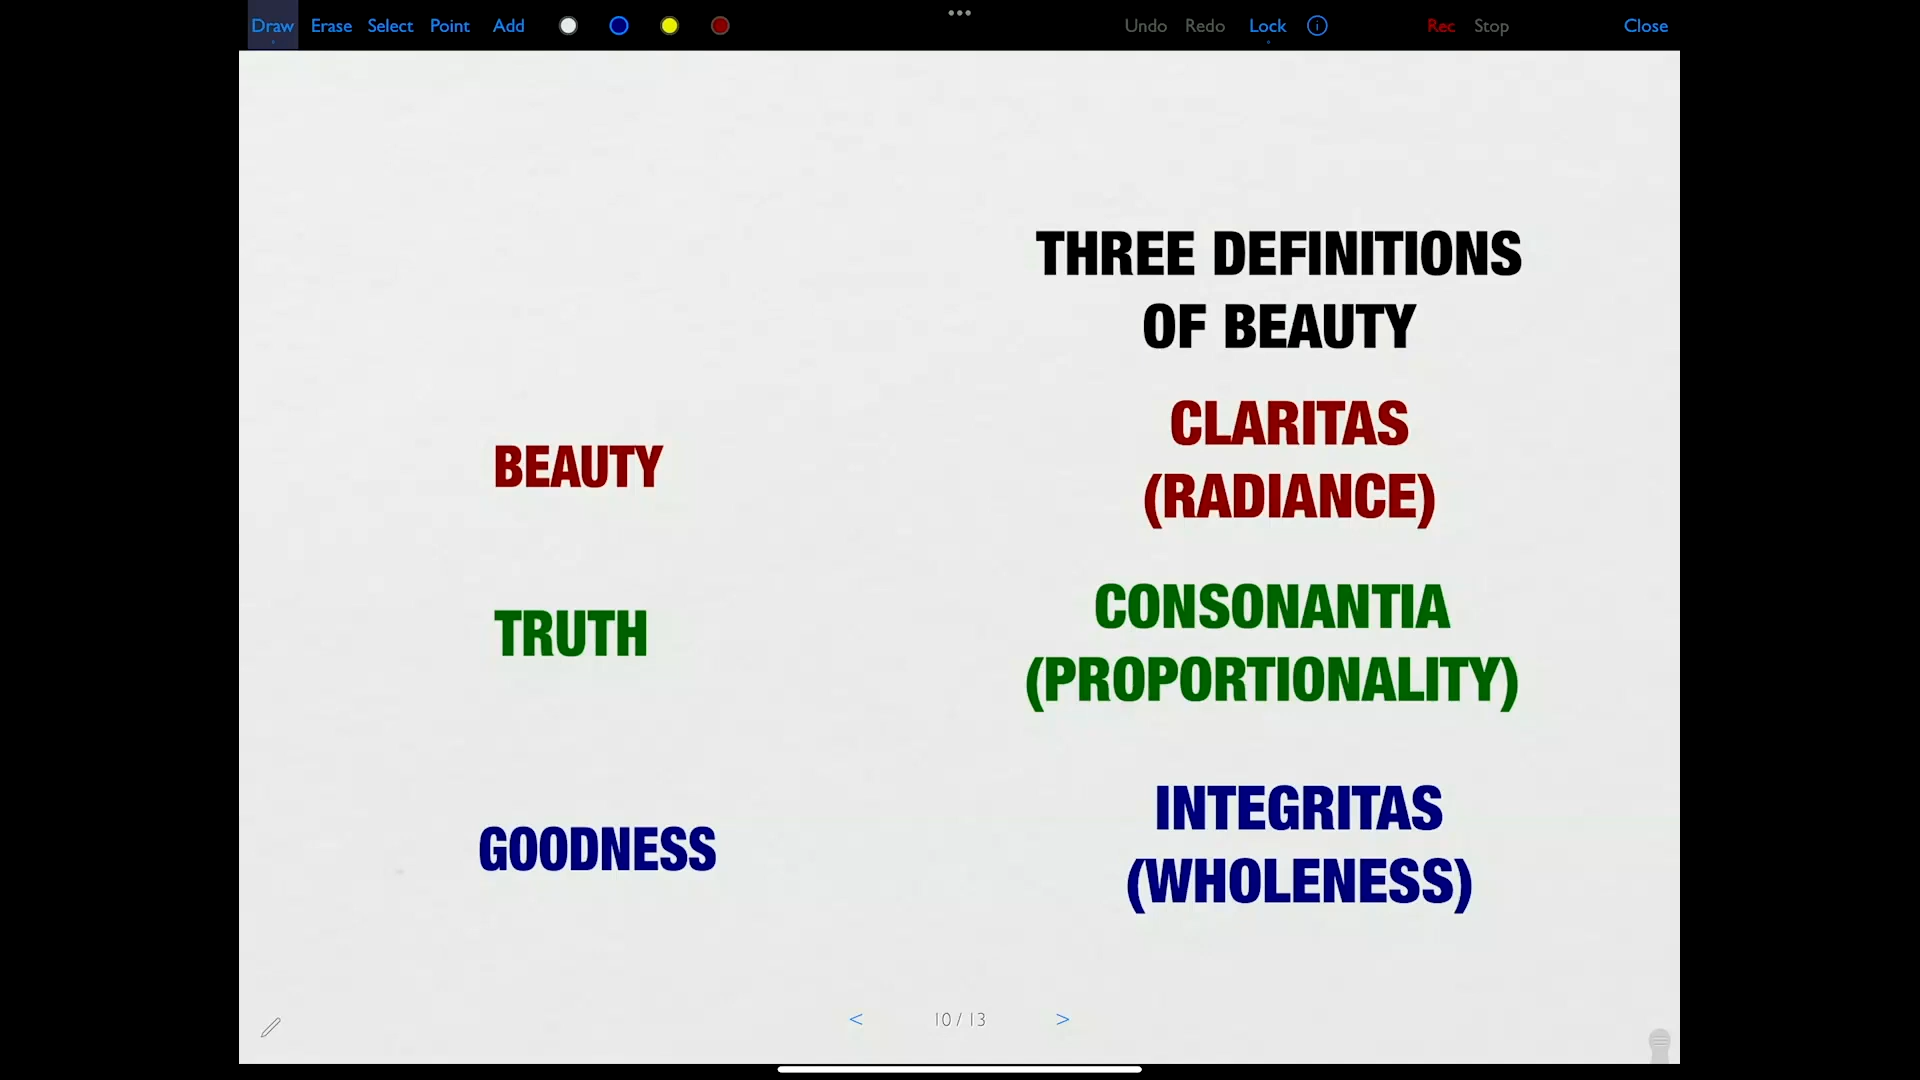 Draw Erase Select Point Add Undo Redo Lock Rec Stop Close
THREE DEFINITIONS
OF BEAUTY
BEAUTY
CLARITAS
(RADIANCE)
TRUTH
CONSONANTIA
(PROPORTIONALITY)
GOODNESS
INTEGRITAS
(WHOLENESS)
< 10 / 13 >